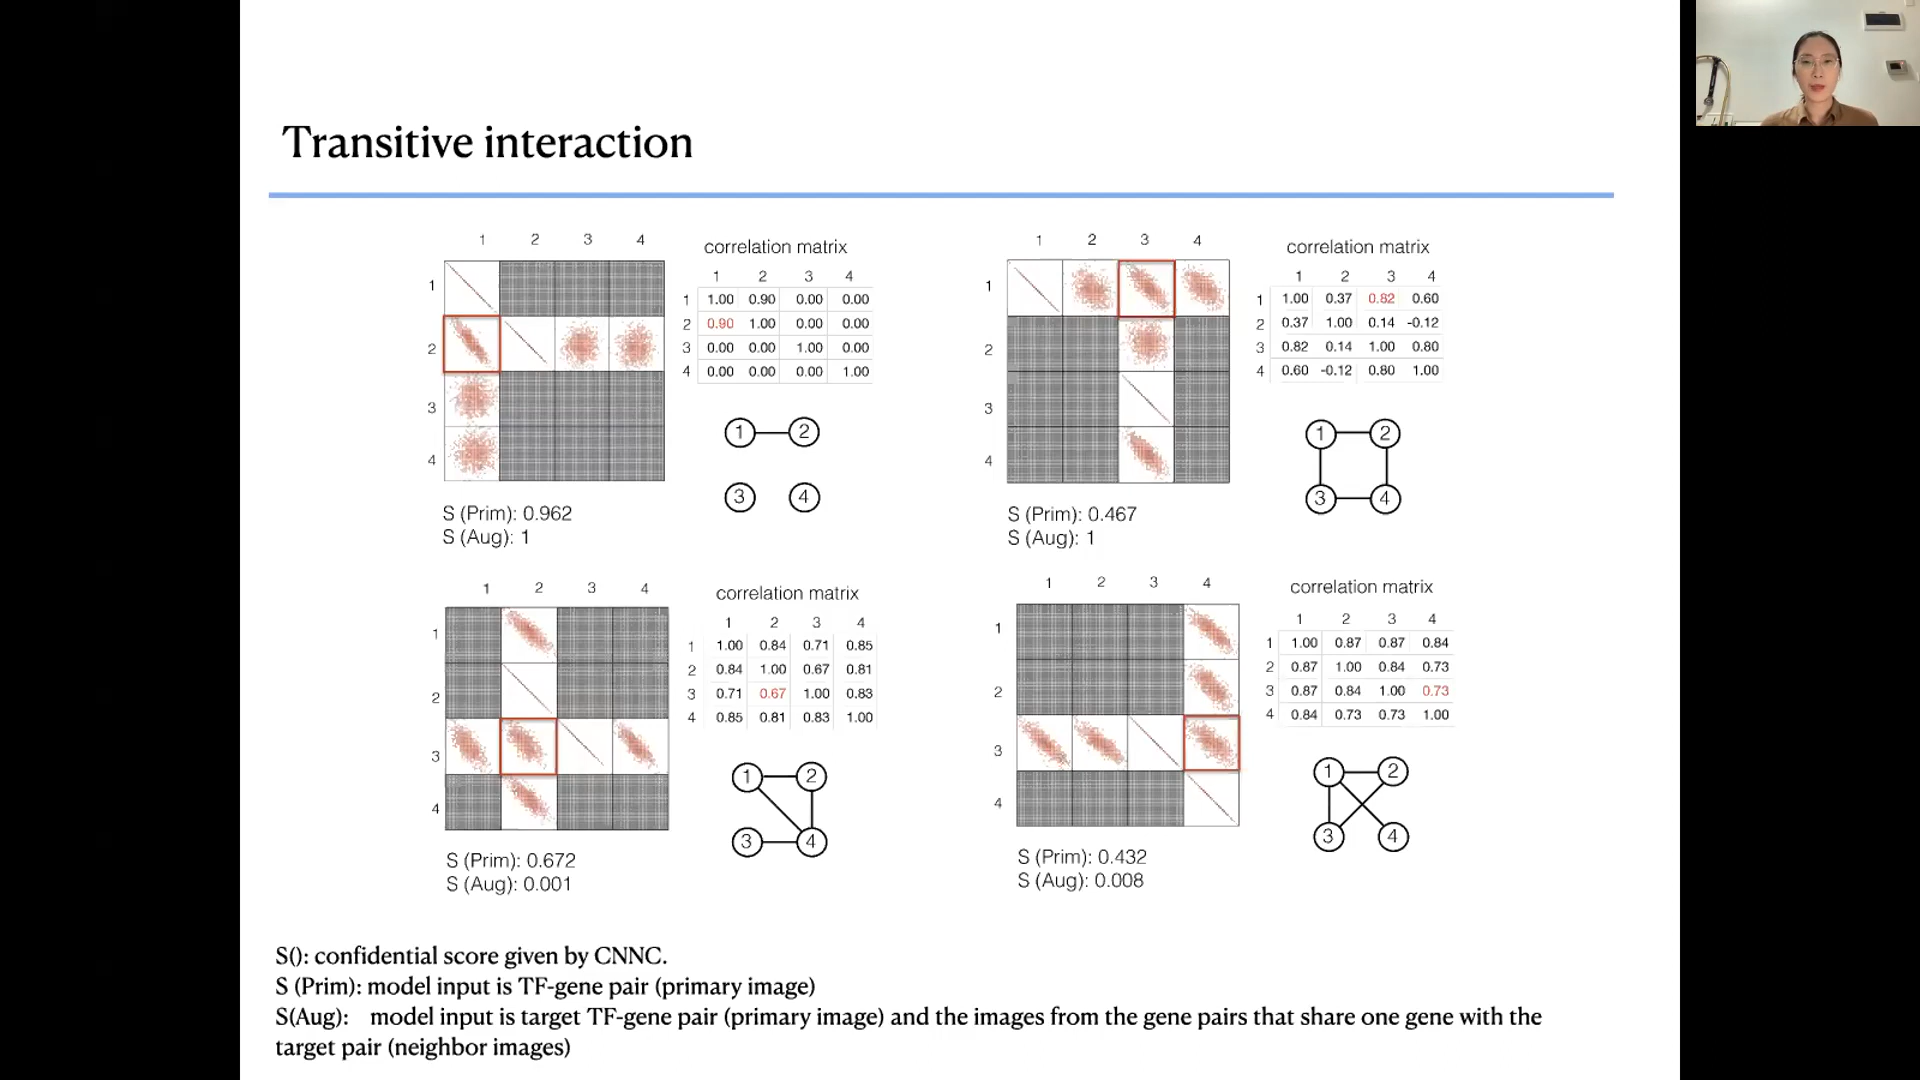 Transitive interaction
1 2 3 4
1
2
3
4
correlation matrix
1 2 3 4
1 1.00 0.90 0.00 0.00
2 0.90 1.00 0.00 0.00
3 0.00 0.00 1.00 0.00
4 0.00 0.00 0.00 1.00
1 2
3 4
S (Prim): 0.962
S (Aug): 1
1 2 3 4
1
2
3
4
correlation matrix
1 2 3 4
1 1.00 0.37 0.82 0.60
2 0.37 1.00 0.14 -0.12
3 0.82 0.14 1.00 0.80
4 0.60 -0.12 0.80 1.00
1 2
3 4
S (Prim): 0.467
S (Aug): 1
1 2 3 4
1
2
3
4
correlation matrix
1 2 3 4
1 1.00 0.84 0.71 0.85
2 0.84 1.00 0.67 0.81
3 0.71 0.67 1.00 0.83
4 0.85 0.81 0.83 1.00
1 2
3 4
S (Prim): 0.672
S (Aug): 0.001
1 2 3 4
1
2
3
4
correlation matrix
1 2 3 4
1 1.00 0.87 0.87 0.84
2 0.87 1.00 0.84 0.73
3 0.87 0.84 1.00 0.73
4 0.84 0.73 0.73 1.00
1 2
3 4
S (Prim): 0.432
S (Aug): 0.008
S(): confidential score given by CNNC.
S (Prim): model input is TF-gene pair (primary image)
S(Aug): model input is target TF-gene pair (primary image) and the images from the gene pairs that share one gene with the
target pair (neighbor images)